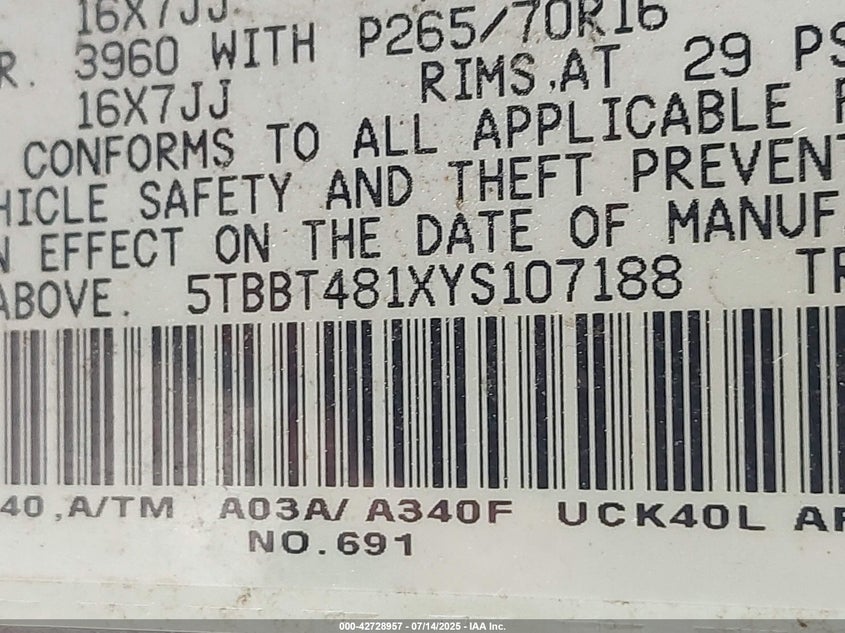 16X7JJ
R. 3960 WITH P265/70R16
RIMS,AT 29 PS
16X7JJ
CONFORMS TO ALL APPLICABLE F
HICLE SAFETY AND THEFT PREVENT
N EFFECT ON THE DATE OF MANUF
ABOVE. 5TBBT481XYS107188 TR
40,A/TM A03A/ A340F UCK40L AR
NO.691
000-42728957 - 07/14/2025 - IAA Inc.